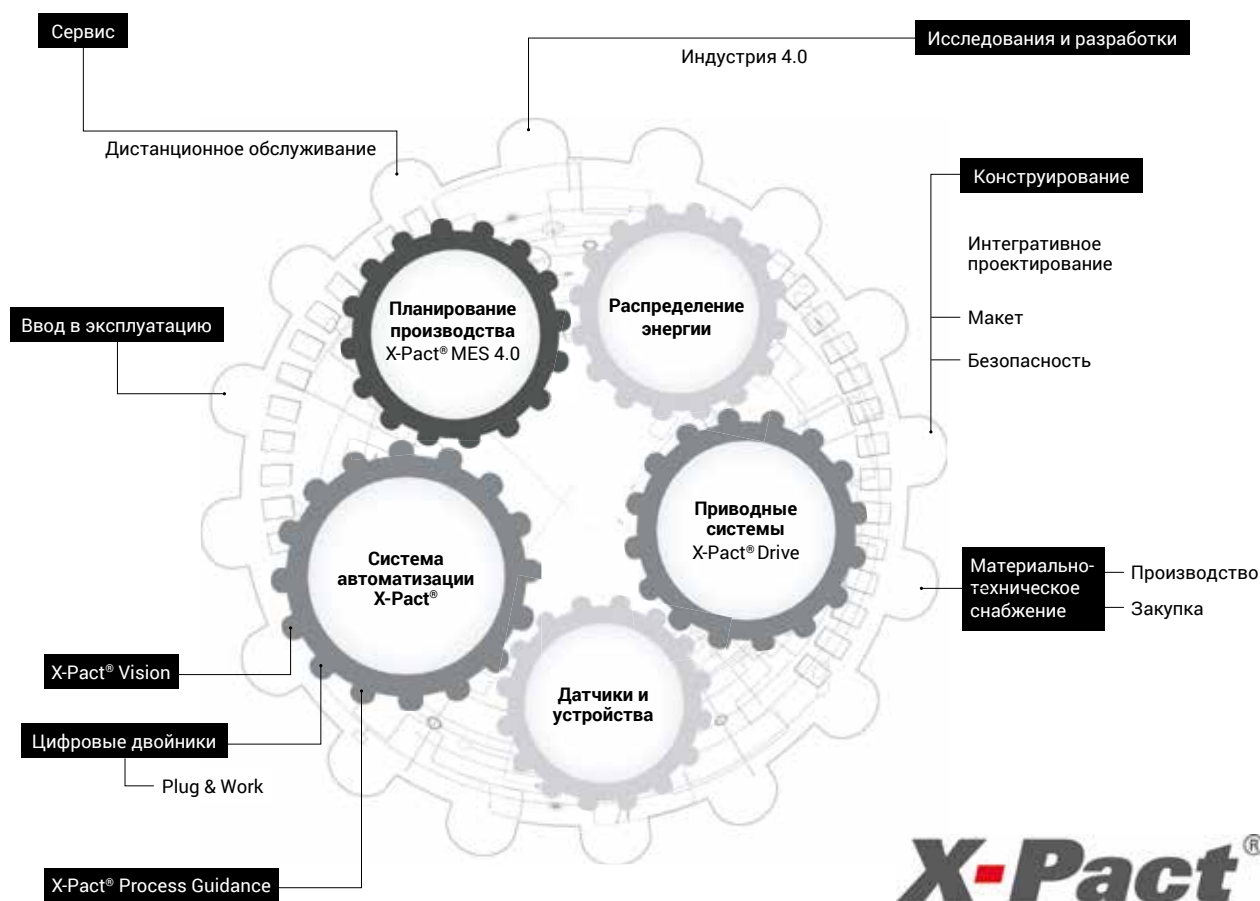 Сервис
Исследования и разработки
Индустрия 4.0
Дистанционное обслуживание
Конструирование
Интегративное
проектирование
Макет
Безопасность
Ввод в эксплуатацию
Планирование
производства
X-Pact® MES 4.0
Распределение
энергии
Приводные
системы
X-Pact® Drive
Система
автоматизации
X-Pact®
Материально-
техническое
снабжение
Производство
Закупка
Датчики и
устройства
X-Pact® Vision
Цифровые двойники
Plug & Work
X-Pact® Process Guidance
X-Pact®